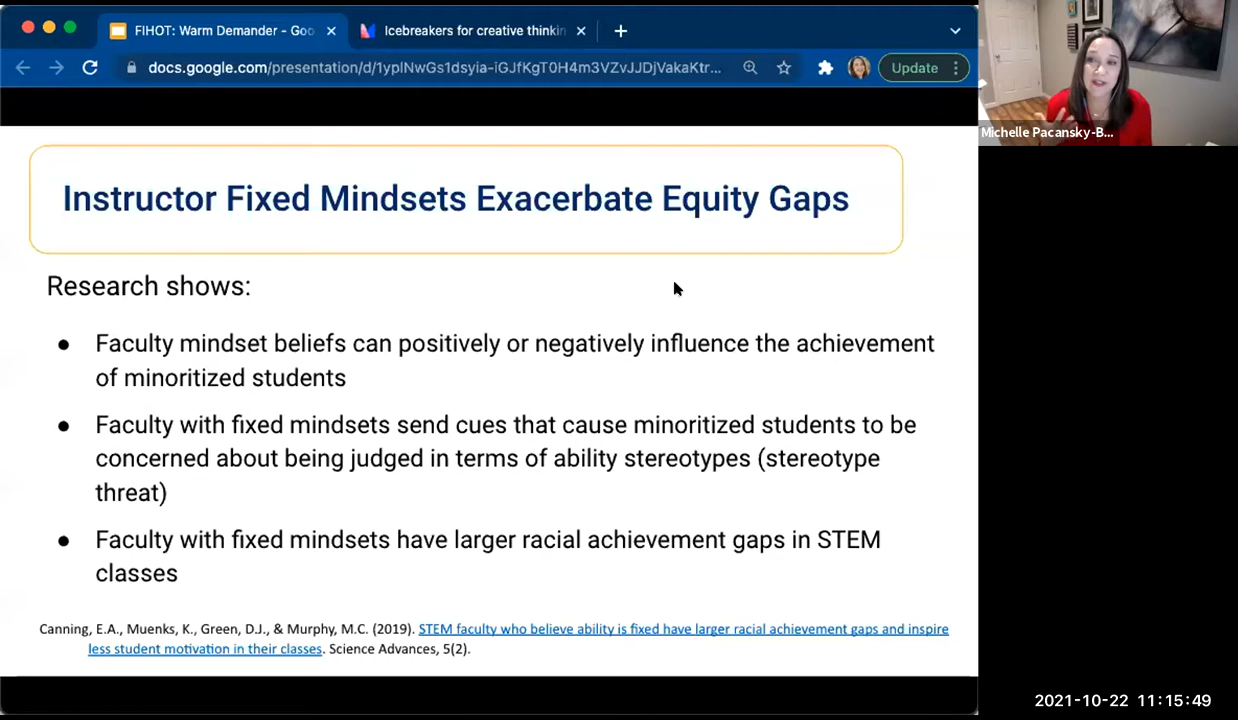 FIHOT: Warm Demander - Goo
Icebreakers for creative thinkin
docs.google.com/presentation/d/1yplNwGs1dsyia-iGJfKgT0H4m3VZvJJDjVakaKtr...
Update
Michelle Pacansky-B...
Instructor Fixed Mindsets Exacerbate Equity Gaps
Research shows:
● Faculty mindset beliefs can positively or negatively influence the achievement
of minoritized students
● Faculty with fixed mindsets send cues that cause minoritized students to be
concerned about being judged in terms of ability stereotypes (stereotype
threat)
● Faculty with fixed mindsets have larger racial achievement gaps in STEM
classes
Canning, E.A., Muenks, K., Green, D.J., & Murphy, M.C. (2019). STEM faculty who believe ability is fixed have larger racial achievement gaps and inspire
less student motivation in their classes. Science Advances, 5(2).
2021-10-22 11:15:49